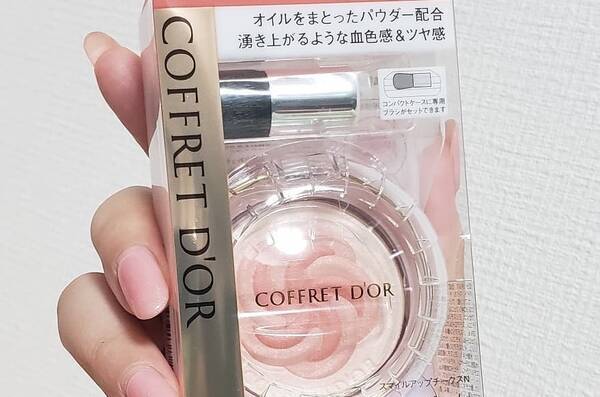 オイルをまとったパウダー配合
湧き上がるような血色感&ツヤ感
コンパクトケースに専用
ブラシがセットできます
COFFRET D'OR
COFFRET D'OR
スマイルアップチークスN